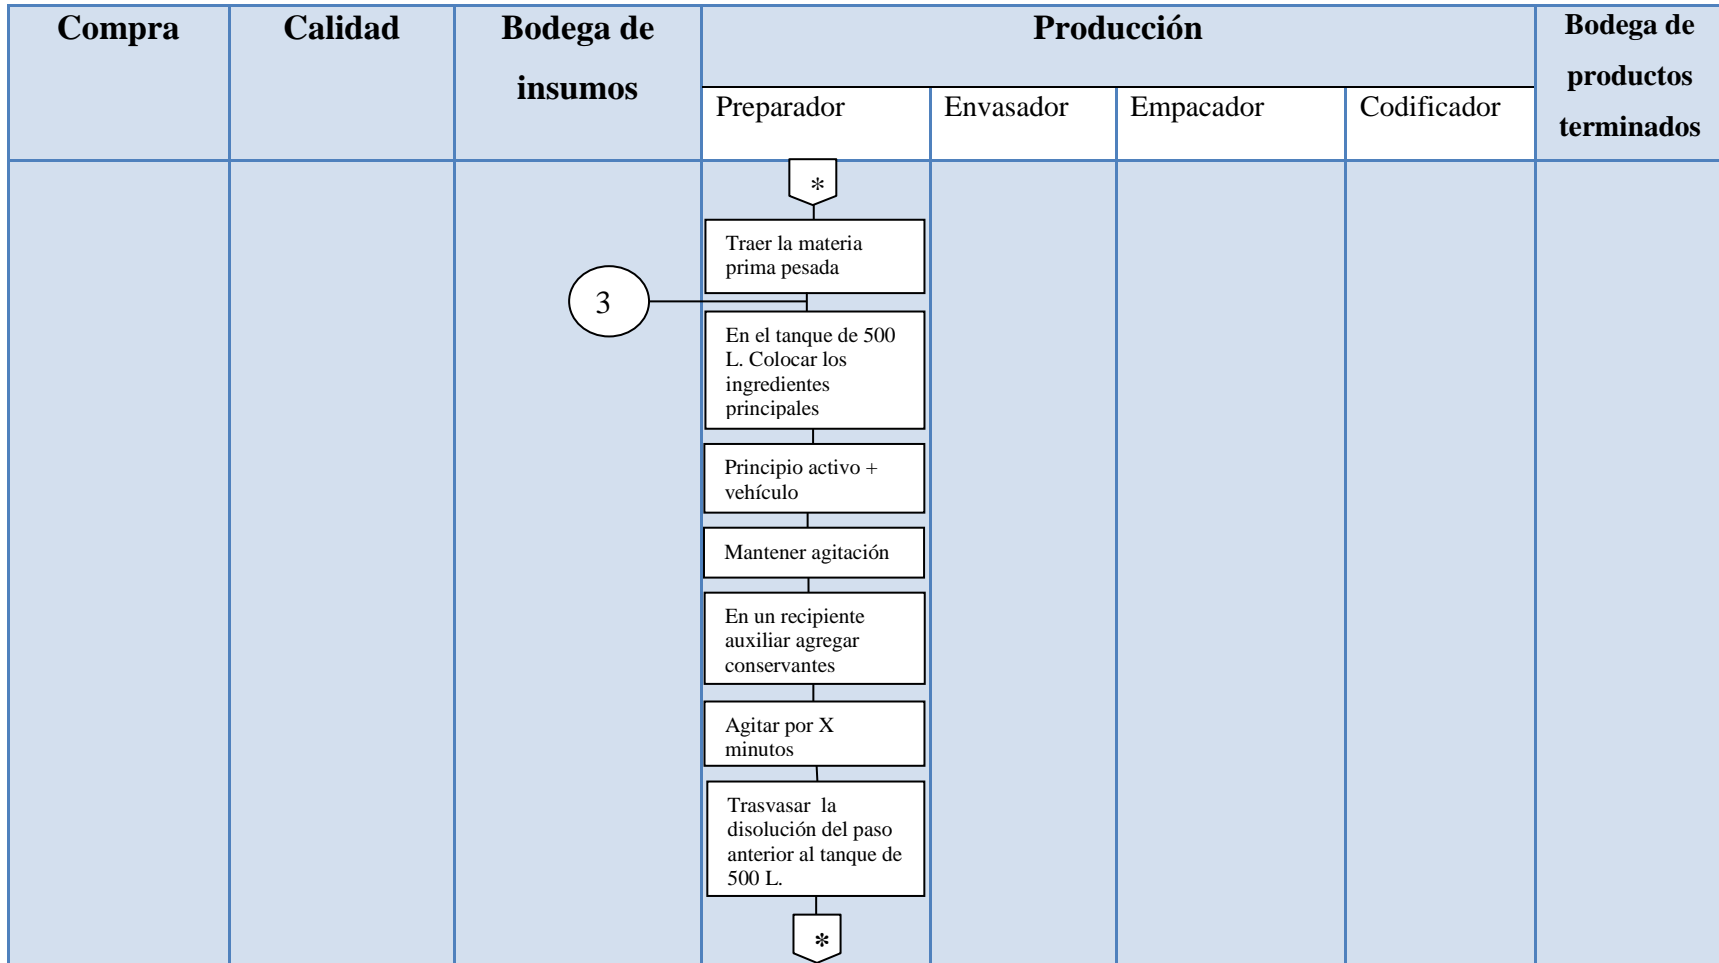 Compra
Calidad
Bodega de
insumos
Producción
Bodega de
productos
terminados
Preparador
Envasador
Empacador
Codificador
*
Traer la materia
prima pesada
3
En el tanque de 500
L. Colocar los
ingredientes
principales
Principio activo +
vehículo
Mantener agitación
En un recipiente
auxiliar agregar
conservantes
Agitar por X
minutos
Trasvasar  la
disolución del paso
anterior al tanque de
500 L.
*